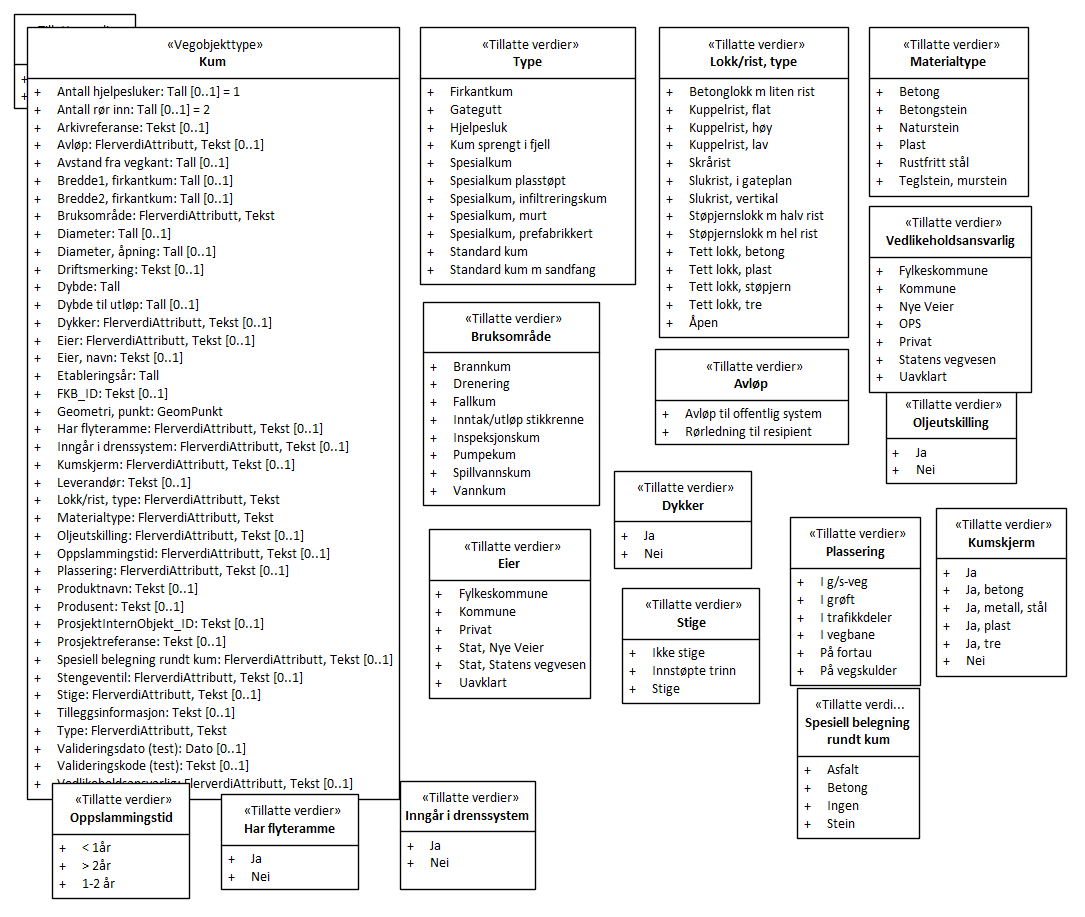 «Vegobjekttype»
Kum
+ Antall hjelpesluker: Tall [0..1] = 1
+ Antall rør inn: Tall [0..1] = 2
+ Arkivreferanse: Tekst [0..1]
+ Avløp: FlerverdiAttributt, Tekst [0..1]
+ Avstand fra vegkant: Tall [0..1]
+ Bredde1, firkantkum: Tall [0..1]
+ Bredde2, firkantkum: Tall [0..1]
+ Bruksområde: FlerverdiAttributt, Tekst
+ Diameter: Tall [0..1]
+ Diameter, åpning: Tall [0..1]
+ Driftsmerking: Tekst [0..1]
+ Dybde: Tall
+ Dybde til utløp: Tall [0..1]
+ Dykker: FlerverdiAttributt, Tekst [0..1]
+ Eier: FlerverdiAttributt, Tekst [0..1]
+ Eier, navn: Tekst [0..1]
+ Etableringsår: Tall
+ FKB_ID: Tekst [0..1]
+ Geometri, punkt: GeomPunkt
+ Har flyteramme: FlerverdiAttributt, Tekst [0..1]
+ Inngår i drenssystem: FlerverdiAttributt, Tekst [0..1]
+ Kumskjerm: FlerverdiAttributt, Tekst [0..1]
+ Leverandør: Tekst [0..1]
+ Lokk/rist, type: FlerverdiAttributt, Tekst
+ Materialtype: FlerverdiAttributt, Tekst
+ Oljeutskilling: FlerverdiAttributt, Tekst [0..1]
+ Oppslammingstid: FlerverdiAttributt, Tekst [0..1]
+ Plassering: FlerverdiAttributt, Tekst [0..1]
+ Produktnavn: Tekst [0..1]
+ Produsent: Tekst [0..1]
+ ProsjektInternObjekt_ID: Tekst [0..1]
+ Prosjektreferanse: Tekst [0..1]
+ Spesiell belegning rundt kum: FlerverdiAttributt, Tekst [0..1]
+ Stengeventil: FlerverdiAttributt, Tekst [0..1]
+ Stige: FlerverdiAttributt, Tekst [0..1]
+ Tilleggsinformasjon: Tekst [0..1]
+ Type: FlerverdiAttributt, Tekst
+ Valideringsdato (test): Dato [0..1]
+ Valideringskode (test): Tekst [0..1]
+ Vedlikeholdsansvarlig: FlerverdiAttributt, Tekst [0..1]
«Tillatte verdier»
Type
+ Firkantkum
+ Gategutt
+ Hjelpesluk
+ Kum sprengt i fjell
+ Spesialkum
+ Spesialkum plasstøpt
+ Spesialkum, infiltreringskum
+ Spesialkum, murt
+ Spesialkum, prefabrikkert
+ Standard kum
+ Standard kum m sandfang
«Tillatte verdier»
Lokk/rist, type
+ Betonglokk m liten rist
+ Kuppelrist, flat
+ Kuppelrist, høy
+ Kuppelrist, lav
+ Skrårist
+ Slukrist, i gateplan
+ Slukrist, vertikal
+ Støpjernslokk m halv rist
+ Støpjernslokk m hel rist
+ Tett lokk, betong
+ Tett lokk, plast
+ Tett lokk, støpjern
+ Tett lokk, tre
+ Åpen
«Tillatte verdier»
Materialtype
+ Betong
+ Betongstein
+ Naturstein
+ Plast
+ Rustfritt stål
+ Teglstein, murstein
«Tillatte verdier»
Vedlikeholdsansvarlig
+ Fylkeskommune
+ Kommune
+ Nye Veier
+ OPS
+ Privat
+ Statens vegvesen
+ Uavklart
«Tillatte verdier»
Bruksområde
+ Brannkum
+ Drenering
+ Fallkum
+ Inntak/utløp stikkrenne
+ Inspeksjonskum
+ Pumpekum
+ Spillvannskum
+ Vannkum
«Tillatte verdier»
Avløp
+ Avløp til offentlig system
+ Rørledning til resipient
«Tillatte verdier»
Oljeutskilling
+ Ja
+ Nei
«Tillatte verdier»
Dykker
+ Ja
+ Nei
«Tillatte verdier»
Eier
+ Fylkeskommune
+ Kommune
+ Privat
+ Stat, Nye Veier
+ Stat, Statens vegvesen
+ Uavklart
«Tillatte verdier»
Stige
+ Ikke stige
+ Innstøpte trinn
+ Stige
«Tillatte verdier»
Plassering
+ I g/s-veg
+ I grøft
+ I trafikkdeler
+ I vegbane
+ På fortau
+ På vegskulder
«Tillatte verdier»
Kumskjerm
+ Ja
+ Ja, betong
+ Ja, metall, stål
+ Ja, plast
+ Ja, tre
+ Nei
«Tillatte verdi...
Spesiell belegning
rundt kum
+ Asfalt
+ Betong
+ Ingen
+ Stein
«Tillatte verdier»
Oppslammingstid
+ < 1år
+ > 2år
+ 1-2 år
«Tillatte verdier»
Har flyteramme
+ Ja
+ Nei
«Tillatte verdier»
Inngår i drenssystem
+ Ja
+ Nei